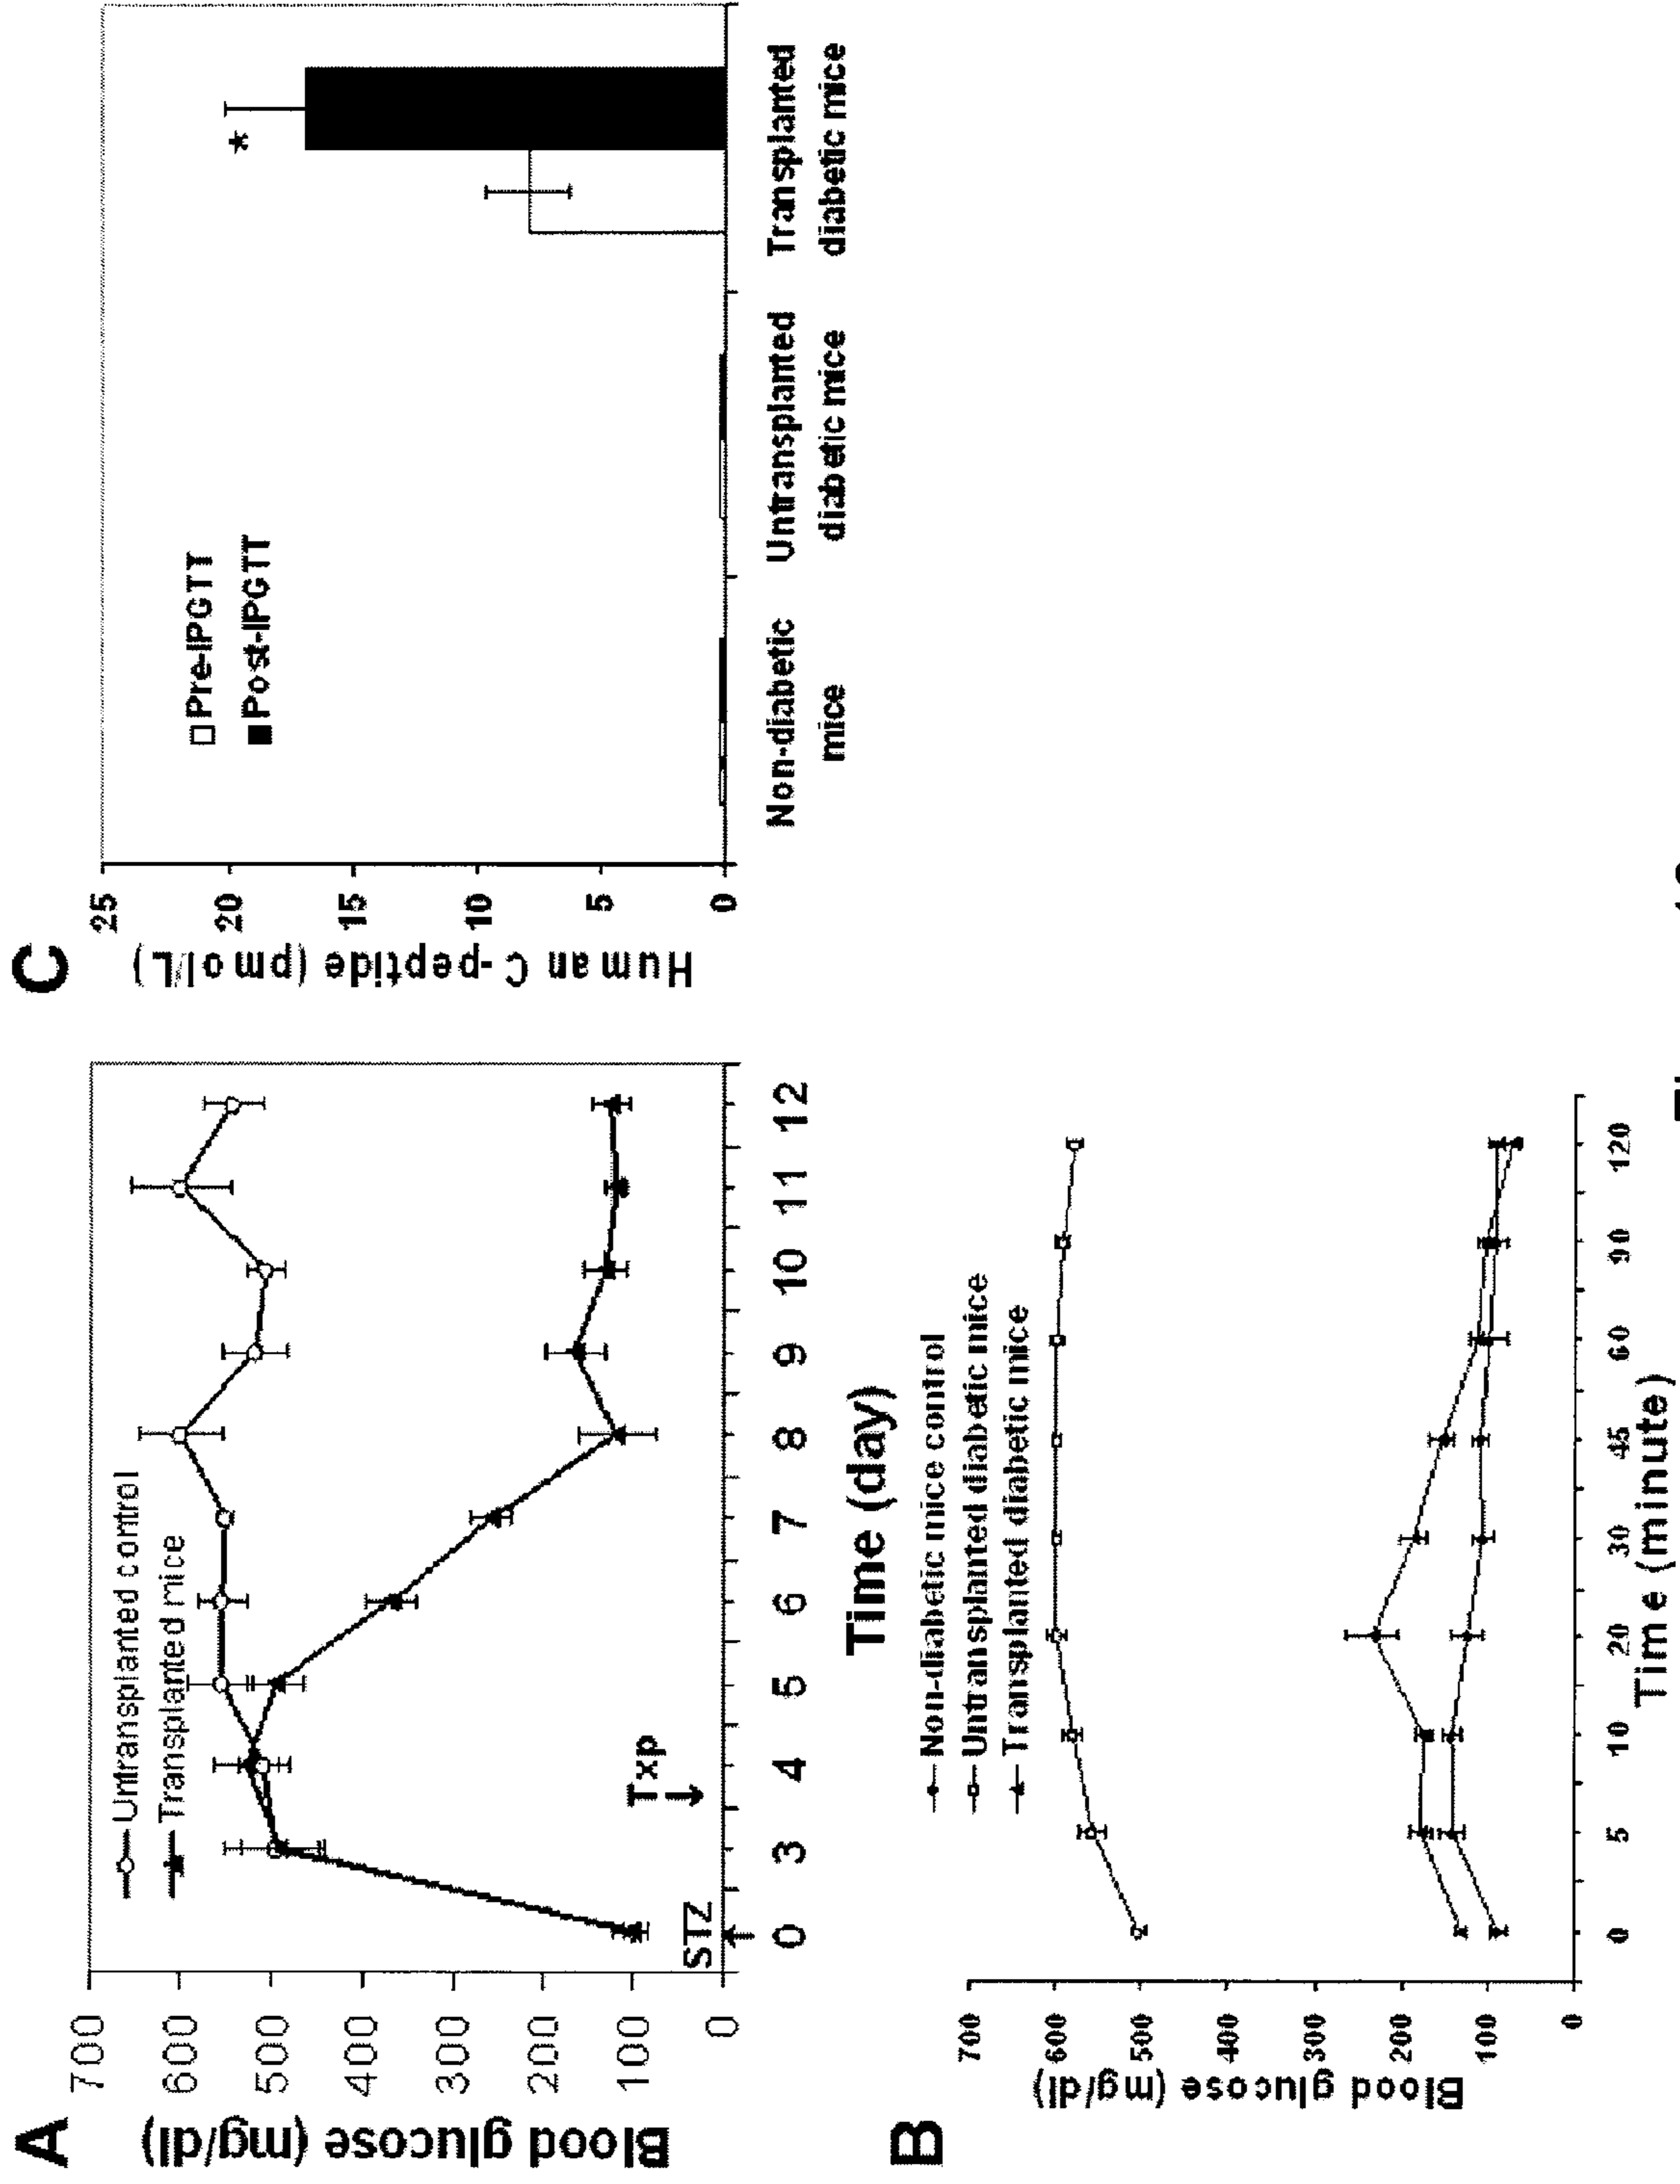 A
Blood glucose (mg/dl)
700
600
500
400
300
200
100
0
Untransplanted control
Transplanted mice
STZ
Txp
0
3
4
5
6
7
8
9
10
11
12
Time (day)
B
Blood glucose (mg/dl)
700
600
500
400
300
200
100
0
Non-diabetic mice control
Untransplanted diabetic mice
Transplanted diabetic mice
0
5
10
20
30
45
60
90
120
Time (minute)
C
Human C-peptide (pmol/L)
25
20
15
10
5
0
Pre-IPGTT
Post-IPGTT
*
Non-diabetic
mice
Untransplanted
diabetic mice
Transplanted
diabetic mice